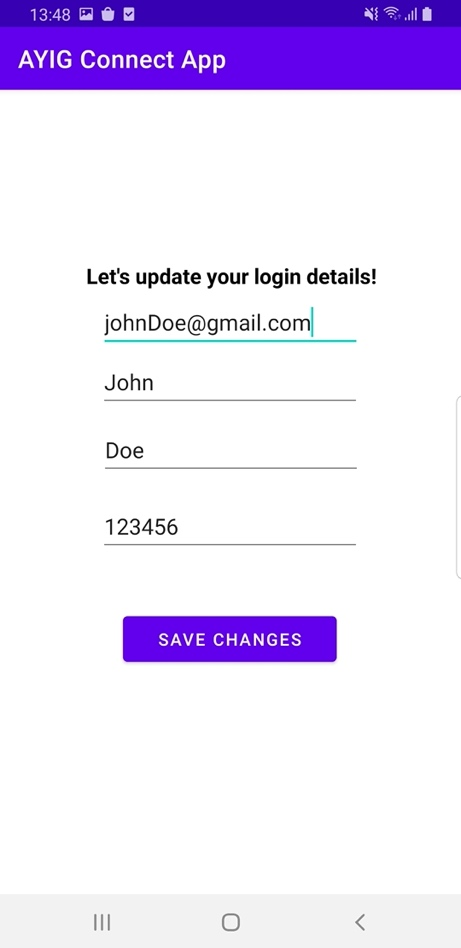 13:48
AYIG Connect App
Let's update your login details!
johnDoe@gmail.com
John
Doe
123456
SAVE CHANGES